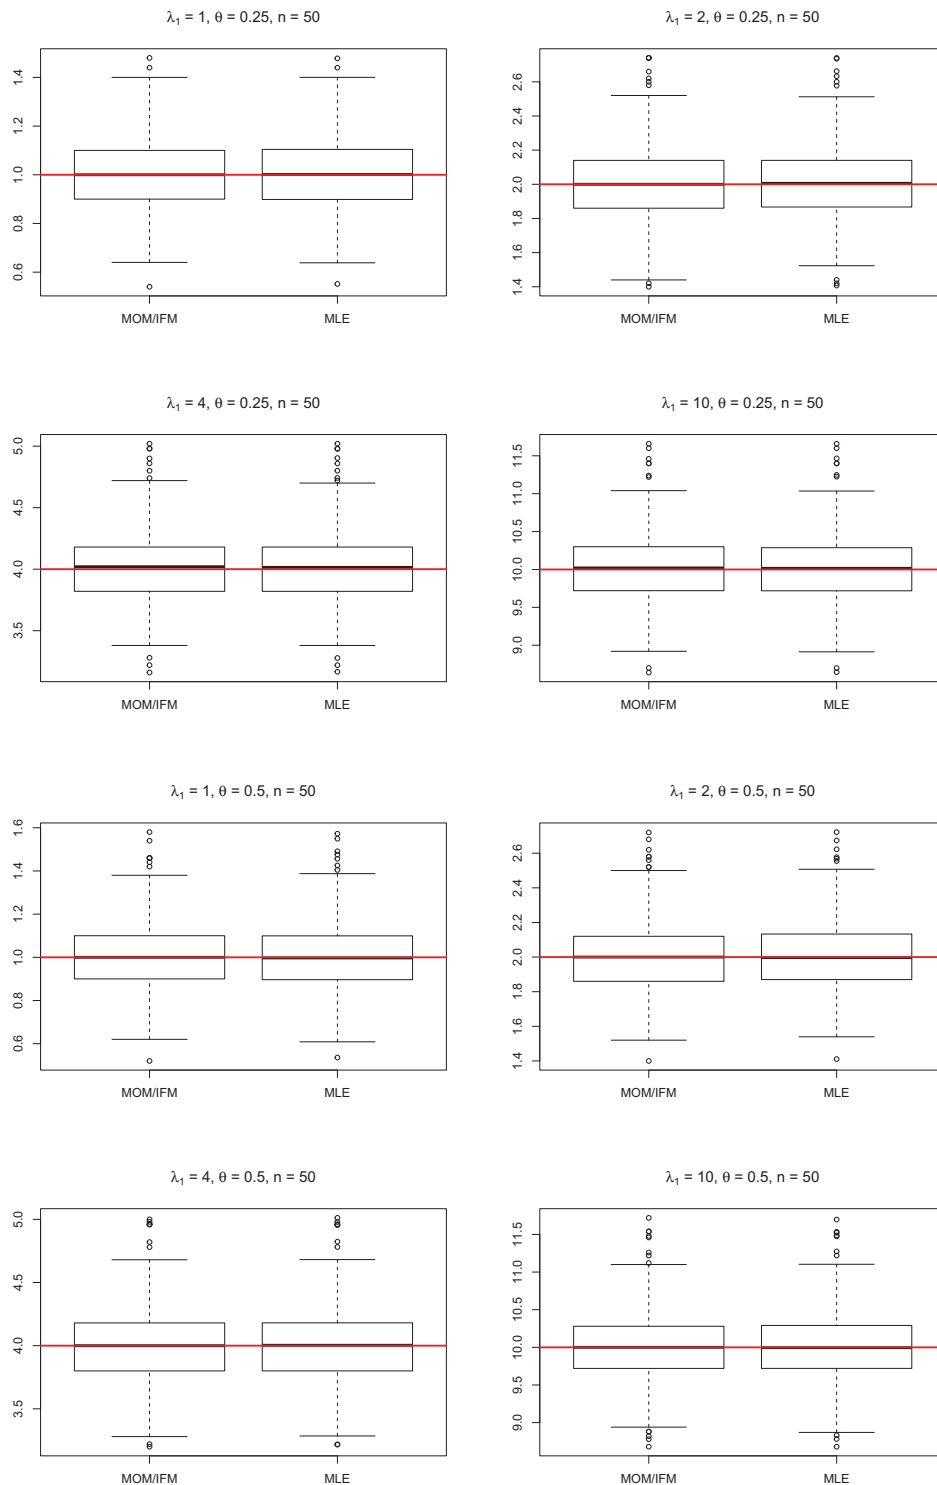 λ1 = 1, θ = 0.25, n = 50
0.6 0.8 1.0 1.2 1.4
MOM/IFM MLE
λ1 = 2, θ = 0.25, n = 50
1.4 1.6 1.8 2.0 2.2 2.4 2.6
MOM/IFM MLE
λ1 = 4, θ = 0.25, n = 50
3.5 4.0 4.5 5.0
MOM/IFM MLE
λ1 = 10, θ = 0.25, n = 50
9.0 9.5 10.0 10.5 11.0 11.5
MOM/IFM MLE
λ1 = 1, θ = 0.5, n = 50
0.6 0.8 1.0 1.2 1.4 1.6
MOM/IFM MLE
λ1 = 2, θ = 0.5, n = 50
1.4 1.6 1.8 2.0 2.2 2.4 2.6
MOM/IFM MLE
λ1 = 4, θ = 0.5, n = 50
3.5 4.0 4.5 5.0
MOM/IFM MLE
λ1 = 10, θ = 0.5, n = 50
9.0 9.5 10.0 10.5 11.0 11.5
MOM/IFM MLE